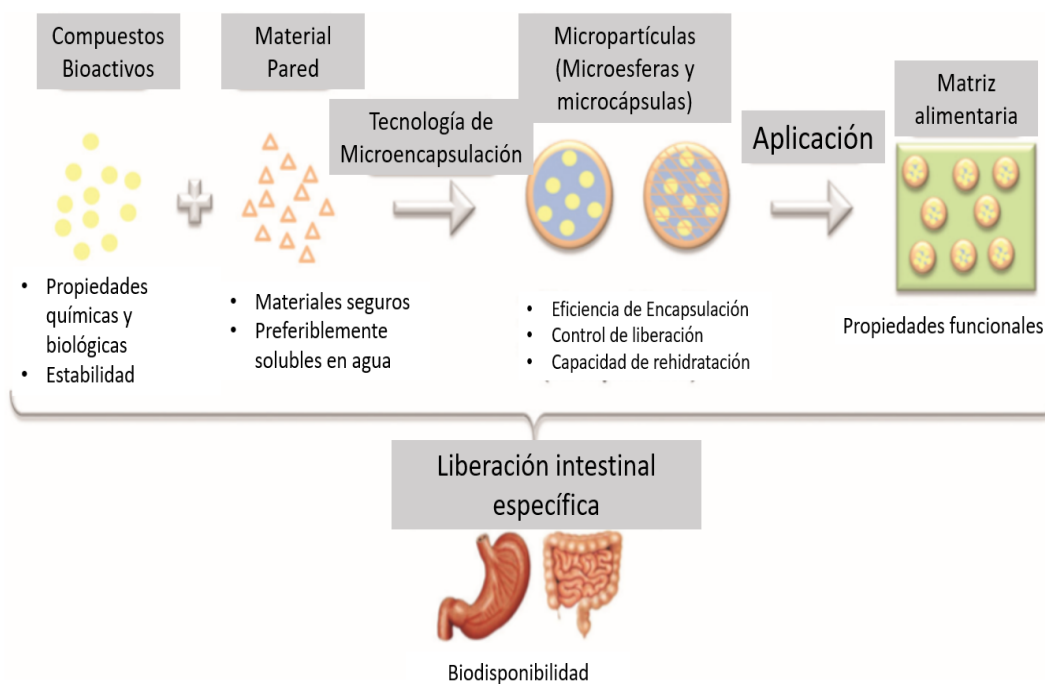 Compuestos
Bioactivos
Material
Pared
Tecnología de
Microencapsulación
Micropartículas
(Microesferas y
microcápsulas)
Aplicación
Matriz
alimentaria
• Propiedades
químicas y
biológicas
• Estabilidad
• Materiales seguros
• Preferiblemente
solubles en agua
• Eficiencia de Encapsulación
• Control de liberación
• Capacidad de rehidratación
Propiedades funcionales
Liberación intestinal
específica
Biodisponibilidad